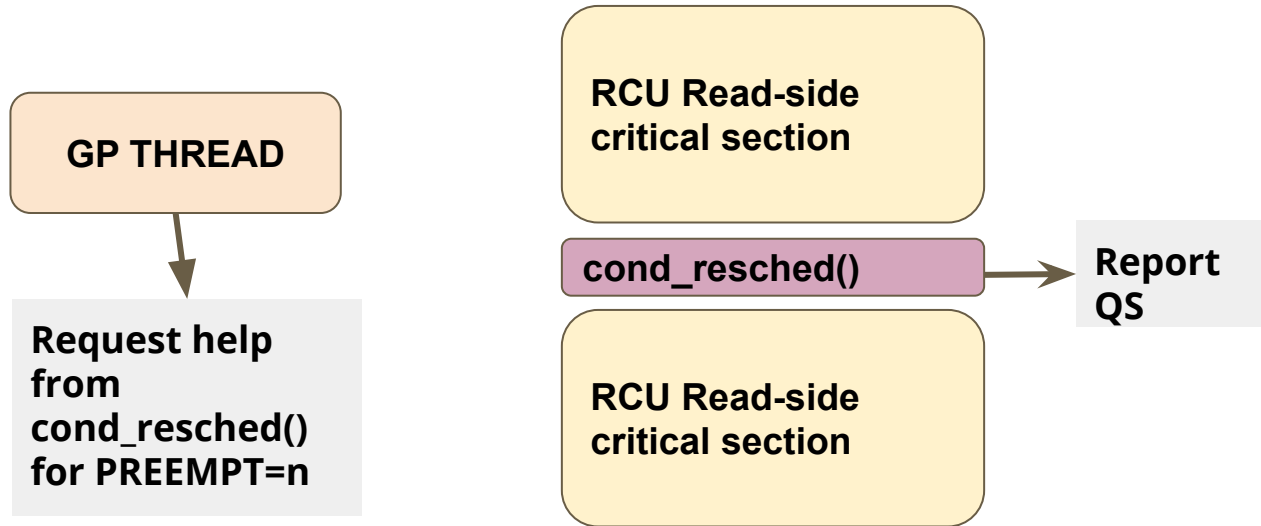 GP THREAD
Request help
from
cond_resched()
for PREEMPT=n
RCU Read-side
critical section
cond_resched()
Report
QS
RCU Read-side
critical section